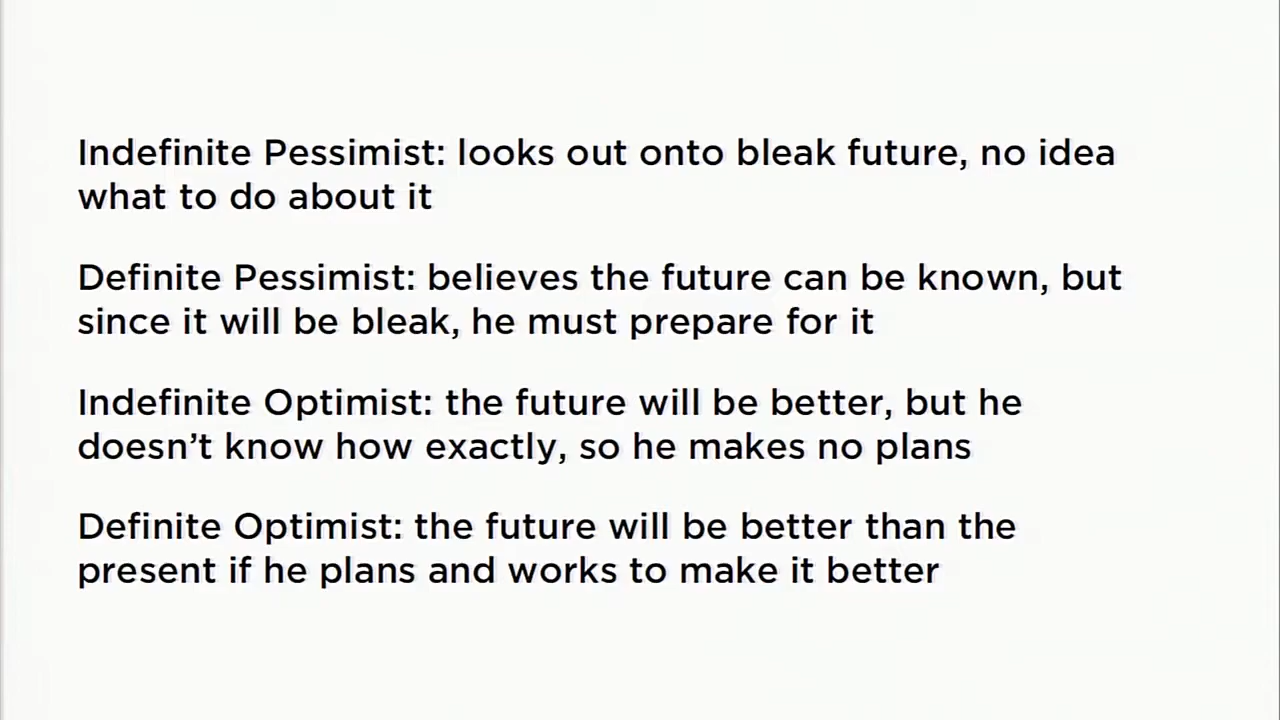 Indefinite Pessimist: looks out onto bleak future, no idea
what to do about it
Definite Pessimist: believes the future can be known, but
since it will be bleak, he must prepare for it
Indefinite Optimist: the future will be better, but he
doesn’t know how exactly, so he makes no plans
Definite Optimist: the future will be better than the
present if he plans and works to make it better